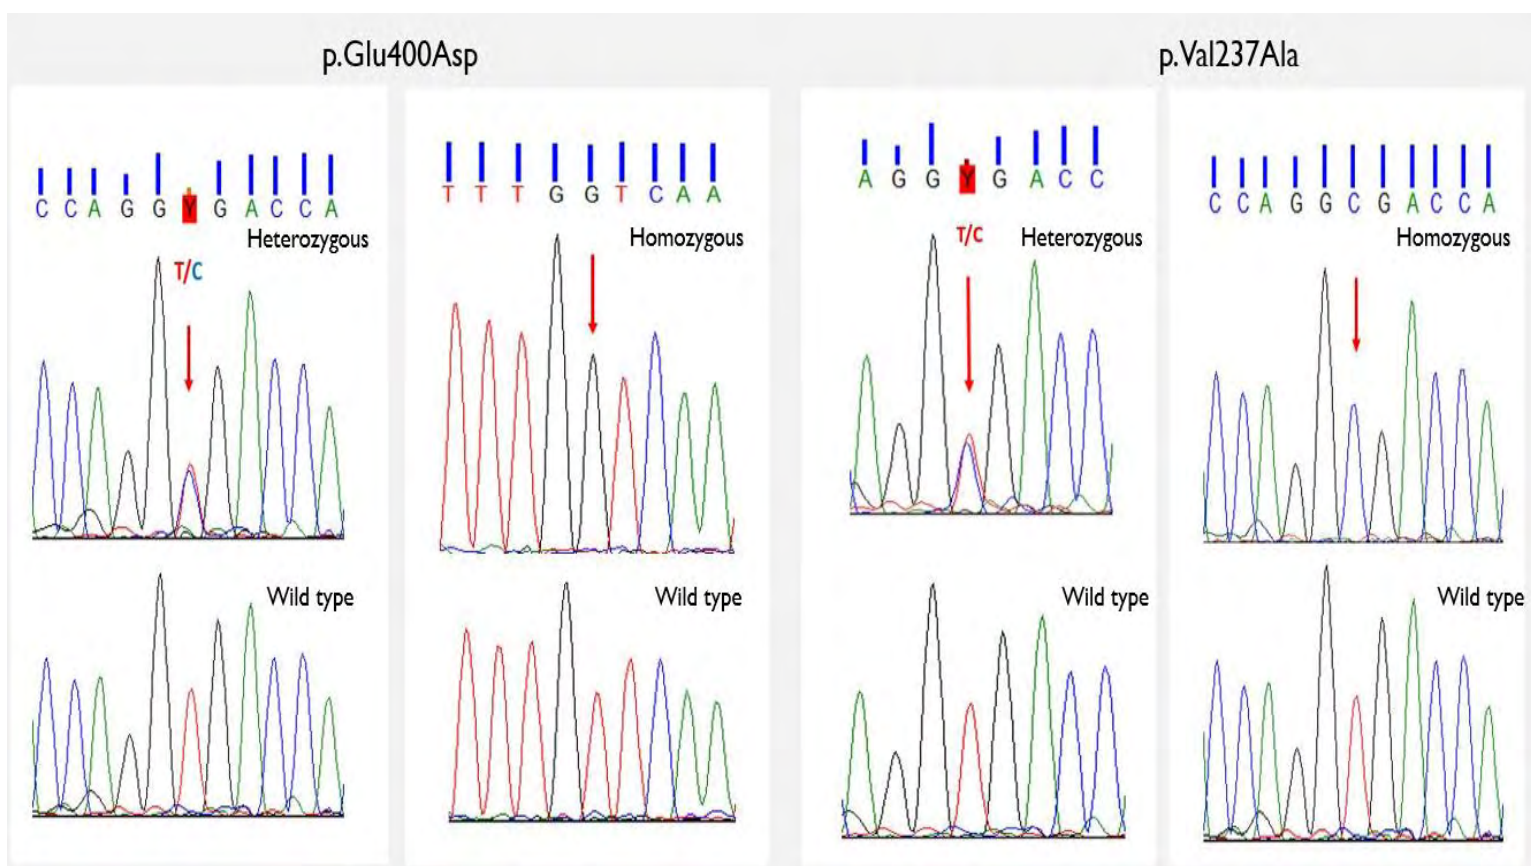 p.Glu400Asp
p.Val237Ala
C C A G G Y G A C C A
Heterozygous
T/C
Wild type
T T T G G T C A A
Homozygous
Wild type
A G G Y G A C C
T/C
Heterozygous
Wild type
C C A G G C G A C C A
Homozygous
Wild type